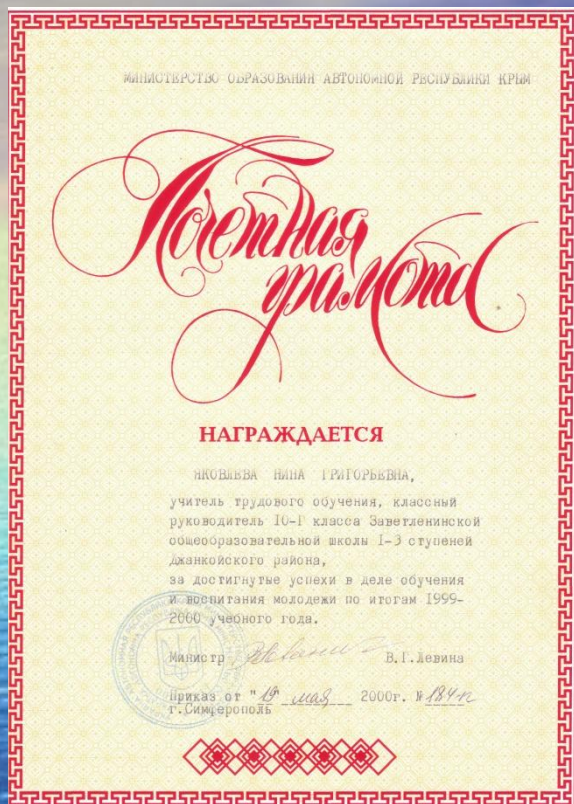 МИНИСТЕРСТВО ОБРАЗОВАНИЯ АВТОНОМНОЙ РЕСПУБЛИКИ КРЫМ
Почетная
грамота
НАГРАЖДАЕТСЯ
ЯКОВЛЕВА НИНА ГРИГОРЬЕВНА,
учитель трудового обучения, классный
руководитель 10-Г класса Заветленинской
общеобразовательной школы I-3 ступеней
Джанкойского района,
за достигнутые успехи в деле обучения
и воспитания молодежи по итогам 1999-
2000 учебного года.
Министр В.Г.Левина
Приказ от "19" мая 2000г. №
г.Симферополь